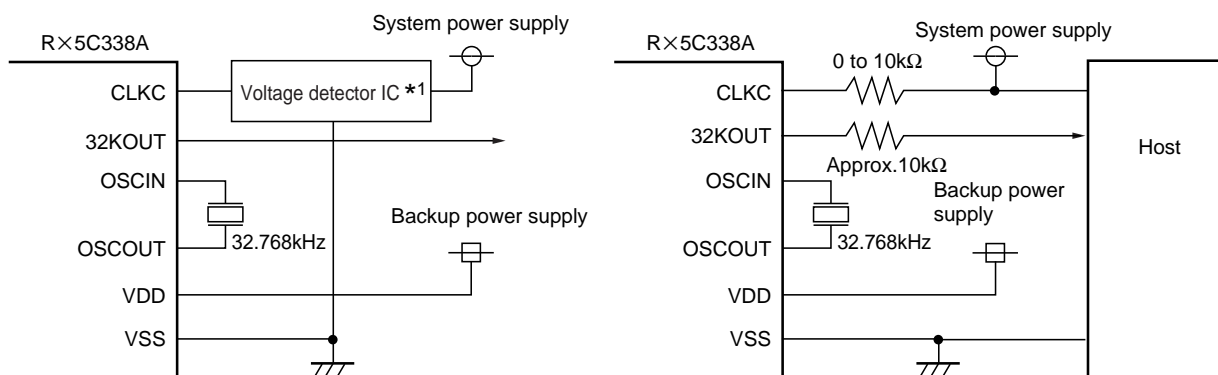 R×5C338A
System power supply
CLKC
Voltage detector IC *1
32KOUT
OSCIN
OSCOUT
32.768kHz
Backup power supply
VDD
VSS
R×5C338A
System power supply
0 to 10kΩ
CLKC
32KOUT
Approx.10kΩ
Host
OSCIN
OSCOUT
32.768kHz
Backup power
supply
VDD
VSS